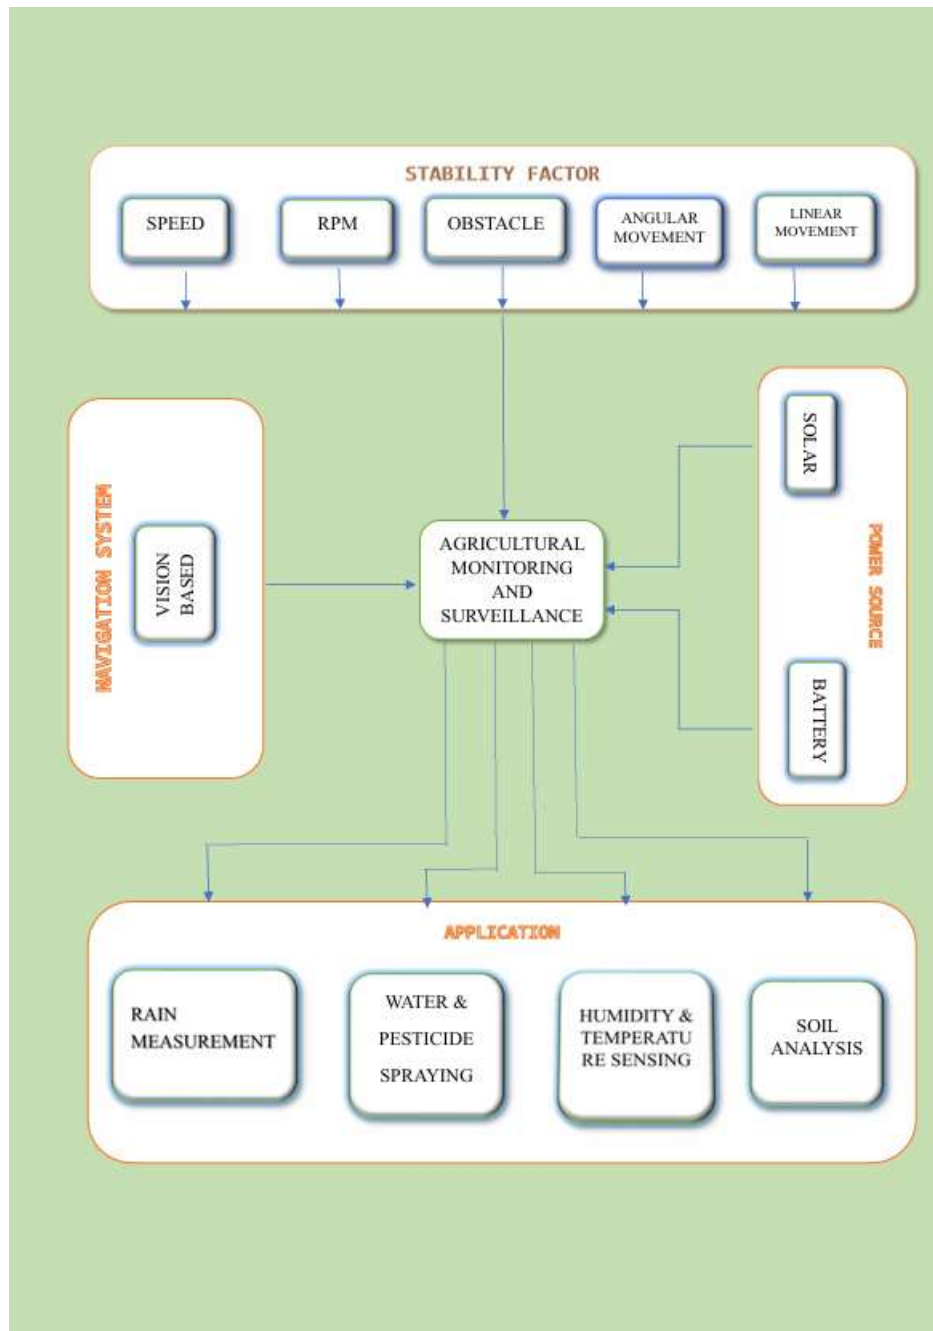 STABILITY FACTOR
SPEED
RPM
OBSTACLE
ANGULAR
MOVEMENT
LINEAR
MOVEMENT
NAVIGATION SYSTEM
VISION
BASED
AGRICULTURAL
MONITORING
AND
SURVEILLANCE
SOLAR
POWER SOURCE
BATTERY
APPLICATION
RAIN
MEASUREMENT
WATER &
PESTICIDE
SPRAYING
HUMIDITY &
TEMPERATU
RE SENSING
SOIL
ANALYSIS